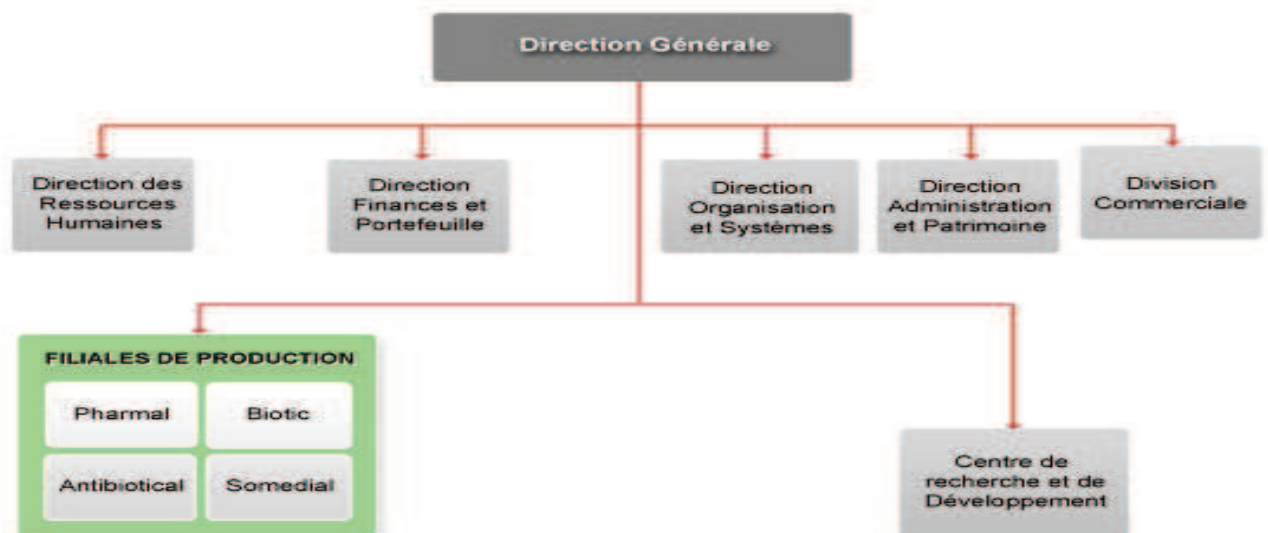 Direction Générale
Direction des
Ressources
Humaines
Direction
Finances et
Portefeuille
Direction
Organisation
et Systèmes
Direction
Administration
et Patrimoine
Division
Commerciale
FILIALES DE PRODUCTION
Pharmal
Biotic
Antibiotical
Somedial
Centre de
recherche et de
Développement